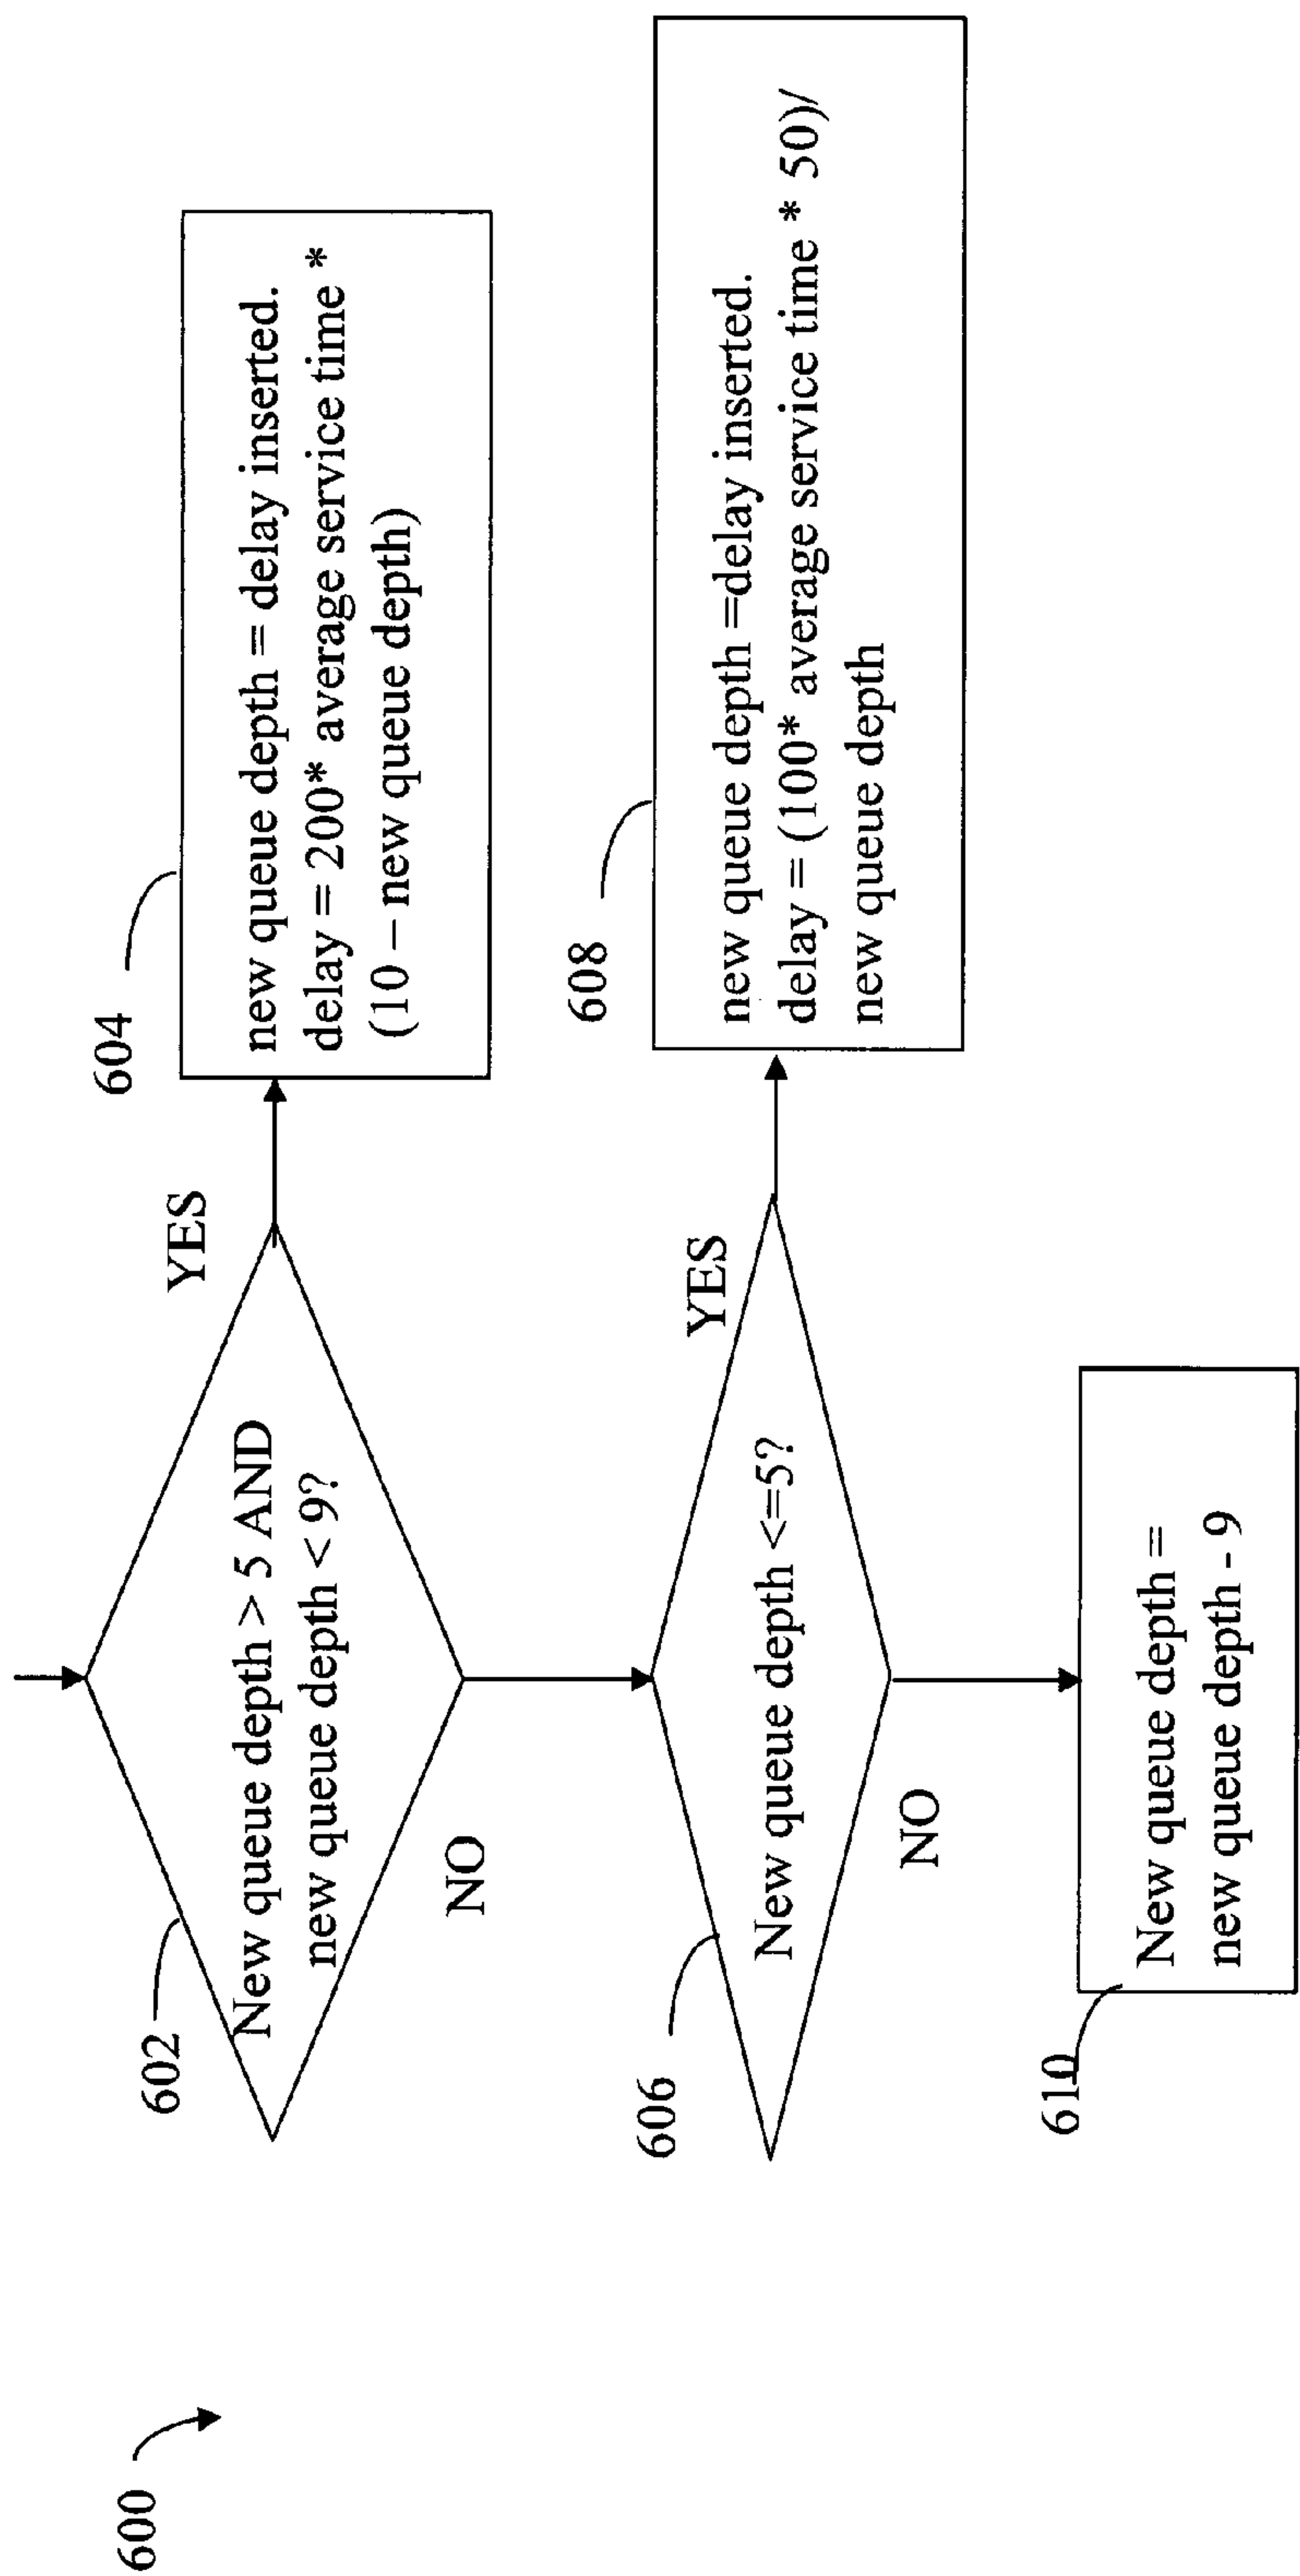 600
602
New queue depth > 5 AND
new queue depth < 9?
YES
604
new queue depth = delay inserted.
delay = 200* average service time *
(10 – new queue depth)
NO
606
New queue depth <=5?
YES
608
new queue depth =delay inserted.
delay = (100* average service time * 50)/
new queue depth
NO
610
New queue depth =
new queue depth - 9